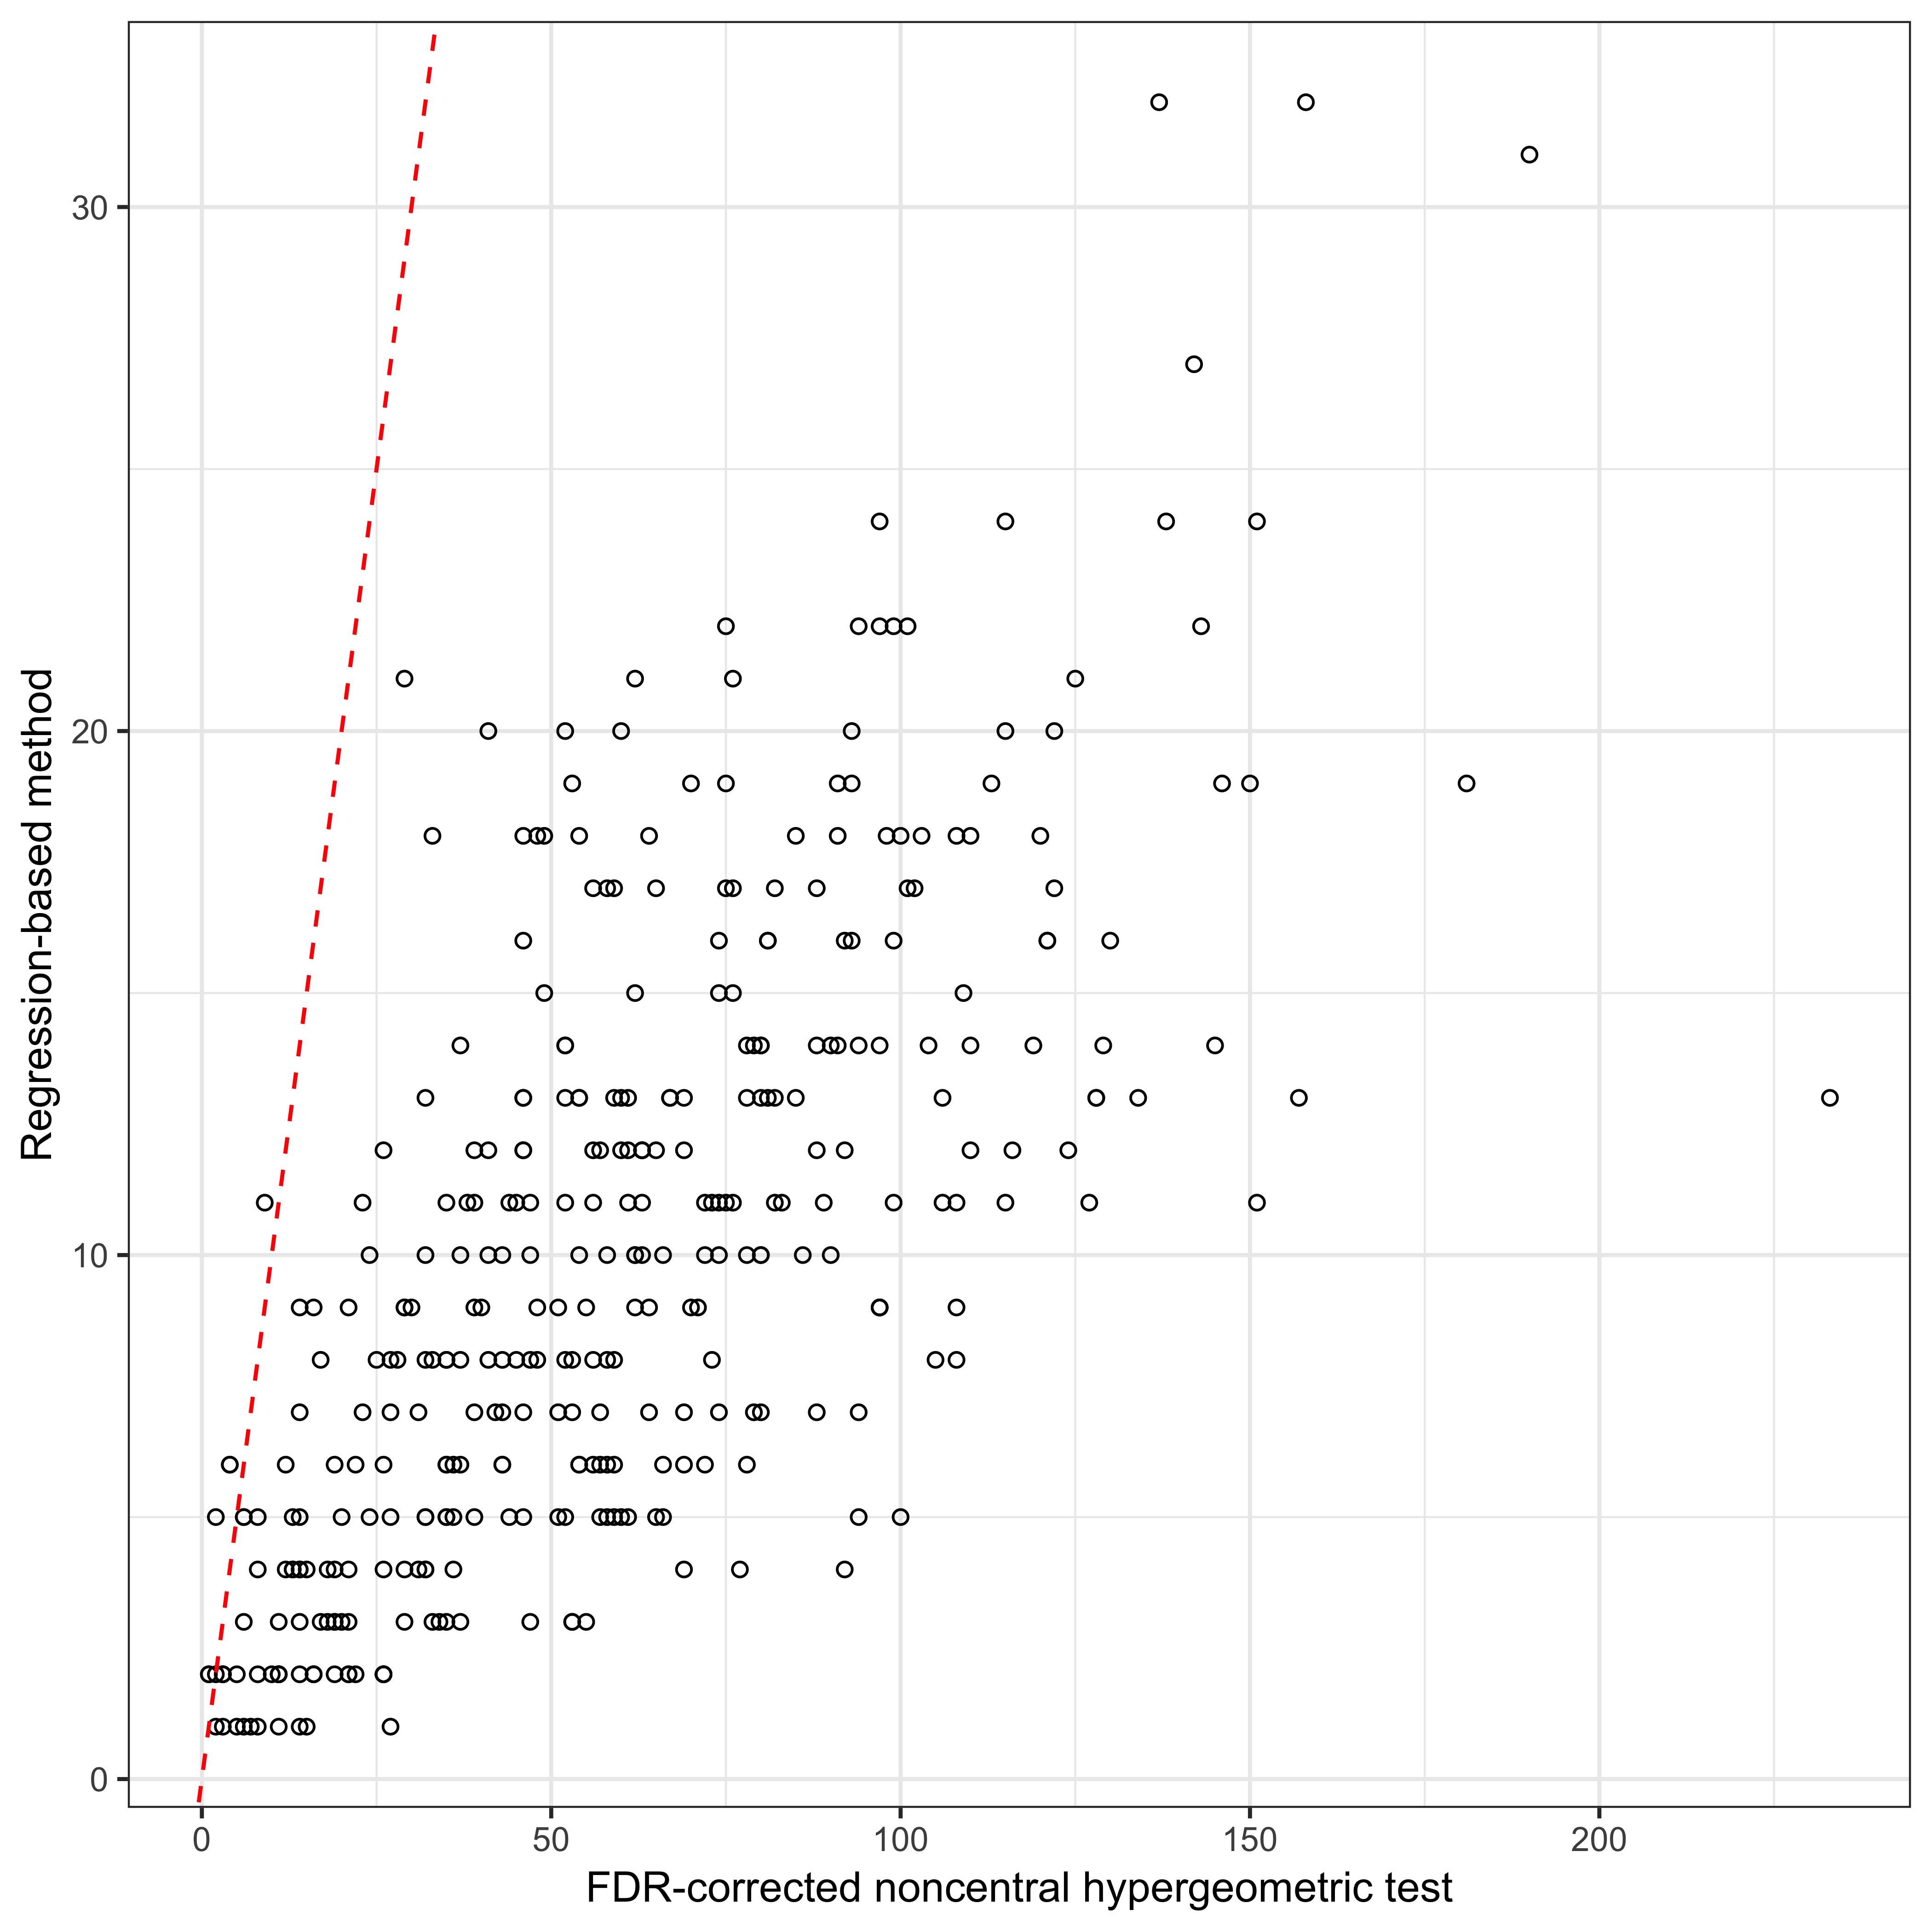 Regression-based method
30
20
10
0
0 50 100 150 200
FDR-corrected noncentral hypergeometric test